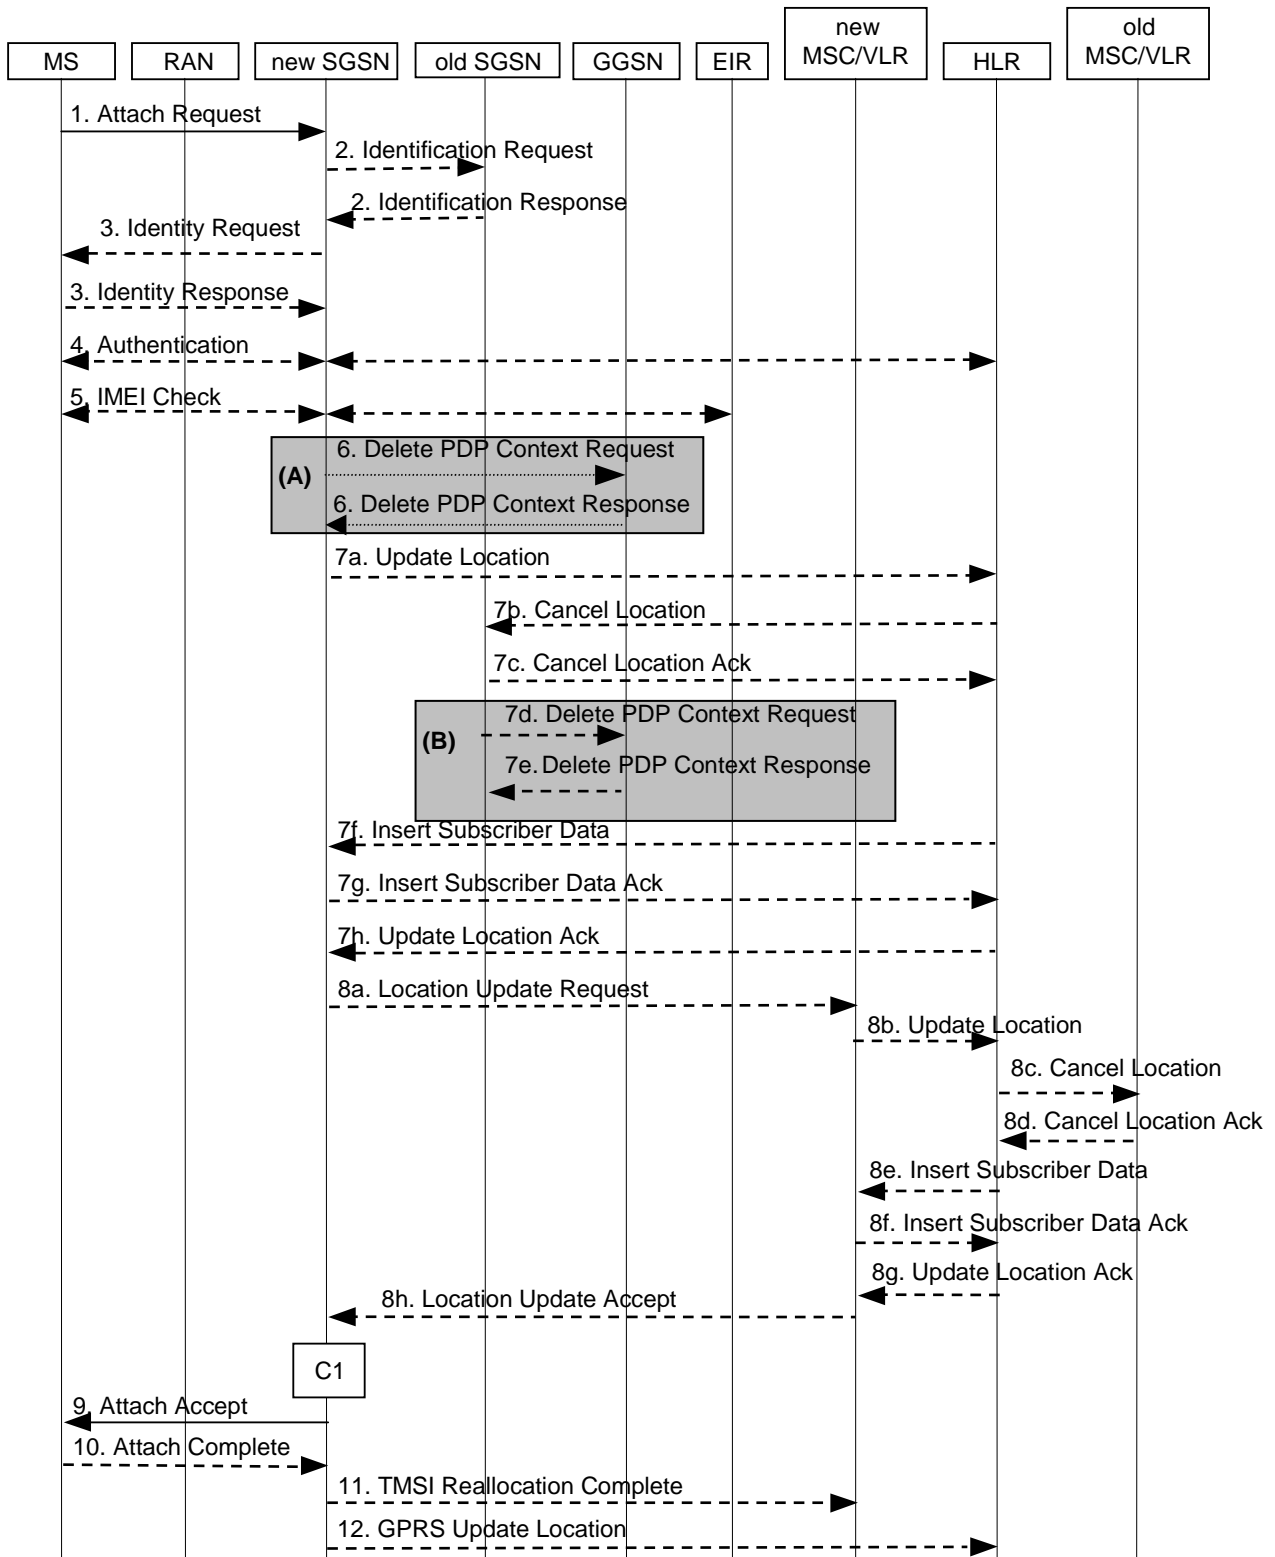 new
MSC/VLR
old
MSC/VLR
MS
RAN
new SGSN
old SGSN
GGSN
EIR
HLR
1. Attach Request
2. Identification Request
2. Identification Response
3. Identity Request
3. Identity Response
4. Authentication
5. IMEI Check
(A)
6. Delete PDP Context Request
6. Delete PDP Context Response
7a. Update Location
7b. Cancel Location
7c. Cancel Location Ack
(B)
7d. Delete PDP Context Request
7e. Delete PDP Context Response
7f. Insert Subscriber Data
7g. Insert Subscriber Data Ack
7h. Update Location Ack
8a. Location Update Request
8b. Update Location
8c. Cancel Location
8d. Cancel Location Ack
8e. Insert Subscriber Data
8f. Insert Subscriber Data Ack
8g. Update Location Ack
8h. Location Update Accept
C1
9. Attach Accept
10. Attach Complete
11. TMSI Reallocation Complete
12. GPRS Update Location